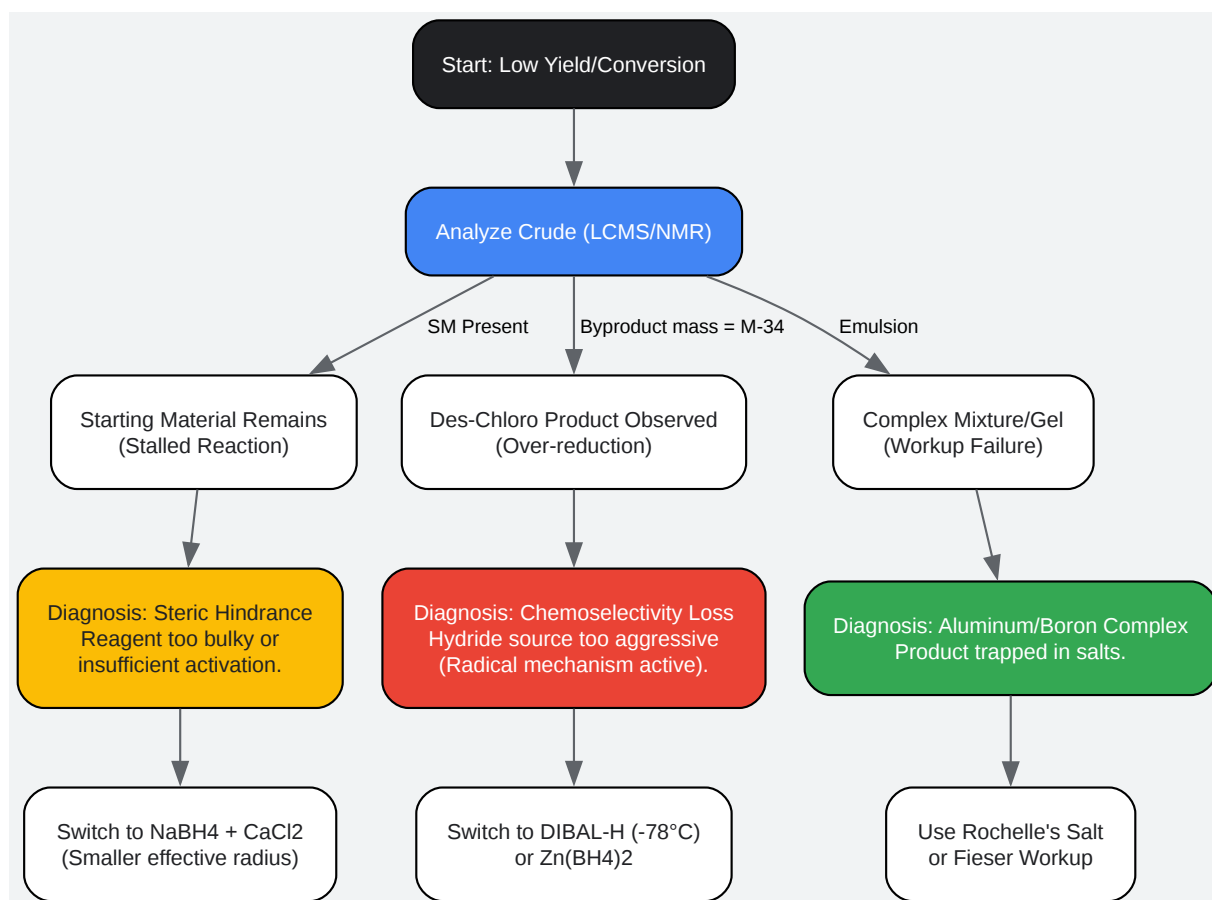 Start: Low Yield/Conversion
Analyze Crude (LCMS/NMR)
SM Present
Byproduct mass = M-34
Emulsion
Starting Material Remains
(Stalled Reaction)
Des-Chloro Product Observed
(Over-reduction)
Complex Mixture/Gel
(Workup Failure)
Diagnosis: Steric Hindrance
Reagent too bulky or
insufficient activation.
Diagnosis: Chemoselectivity Loss
Hydride source too aggressive
(Radical mechanism active).
Diagnosis: Aluminum/Boron Complex
Product trapped in salts.
Switch to NaBH4 + CaCl2
(Smaller effective radius)
Switch to DIBAL-H (-78°C)
or Zn(BH4)2
Use Rochelle's Salt
or Fieser Workup